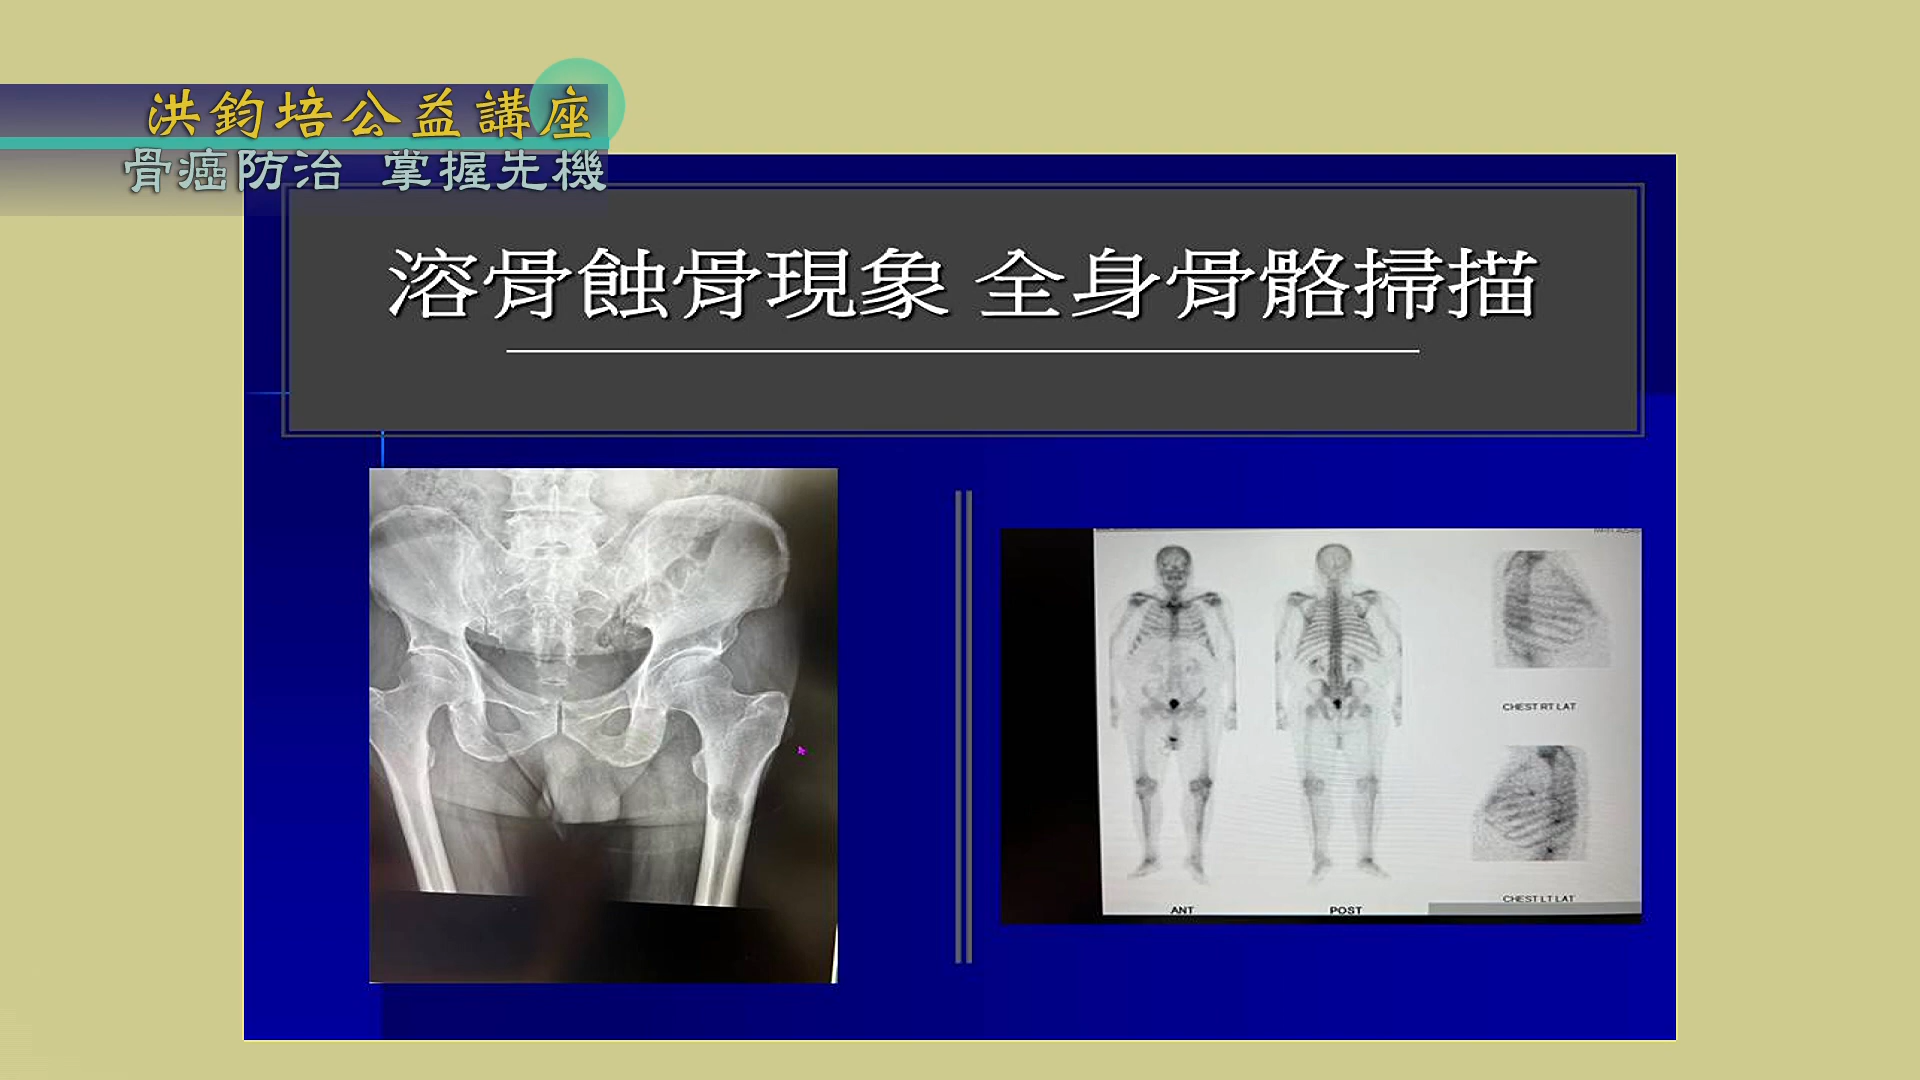 洪鈞培公益講座
骨癌防治 掌握先機
溶骨蝕骨現象 全身骨骼掃描
CHEST RT LAT
CHEST LT LAT
ANT POST